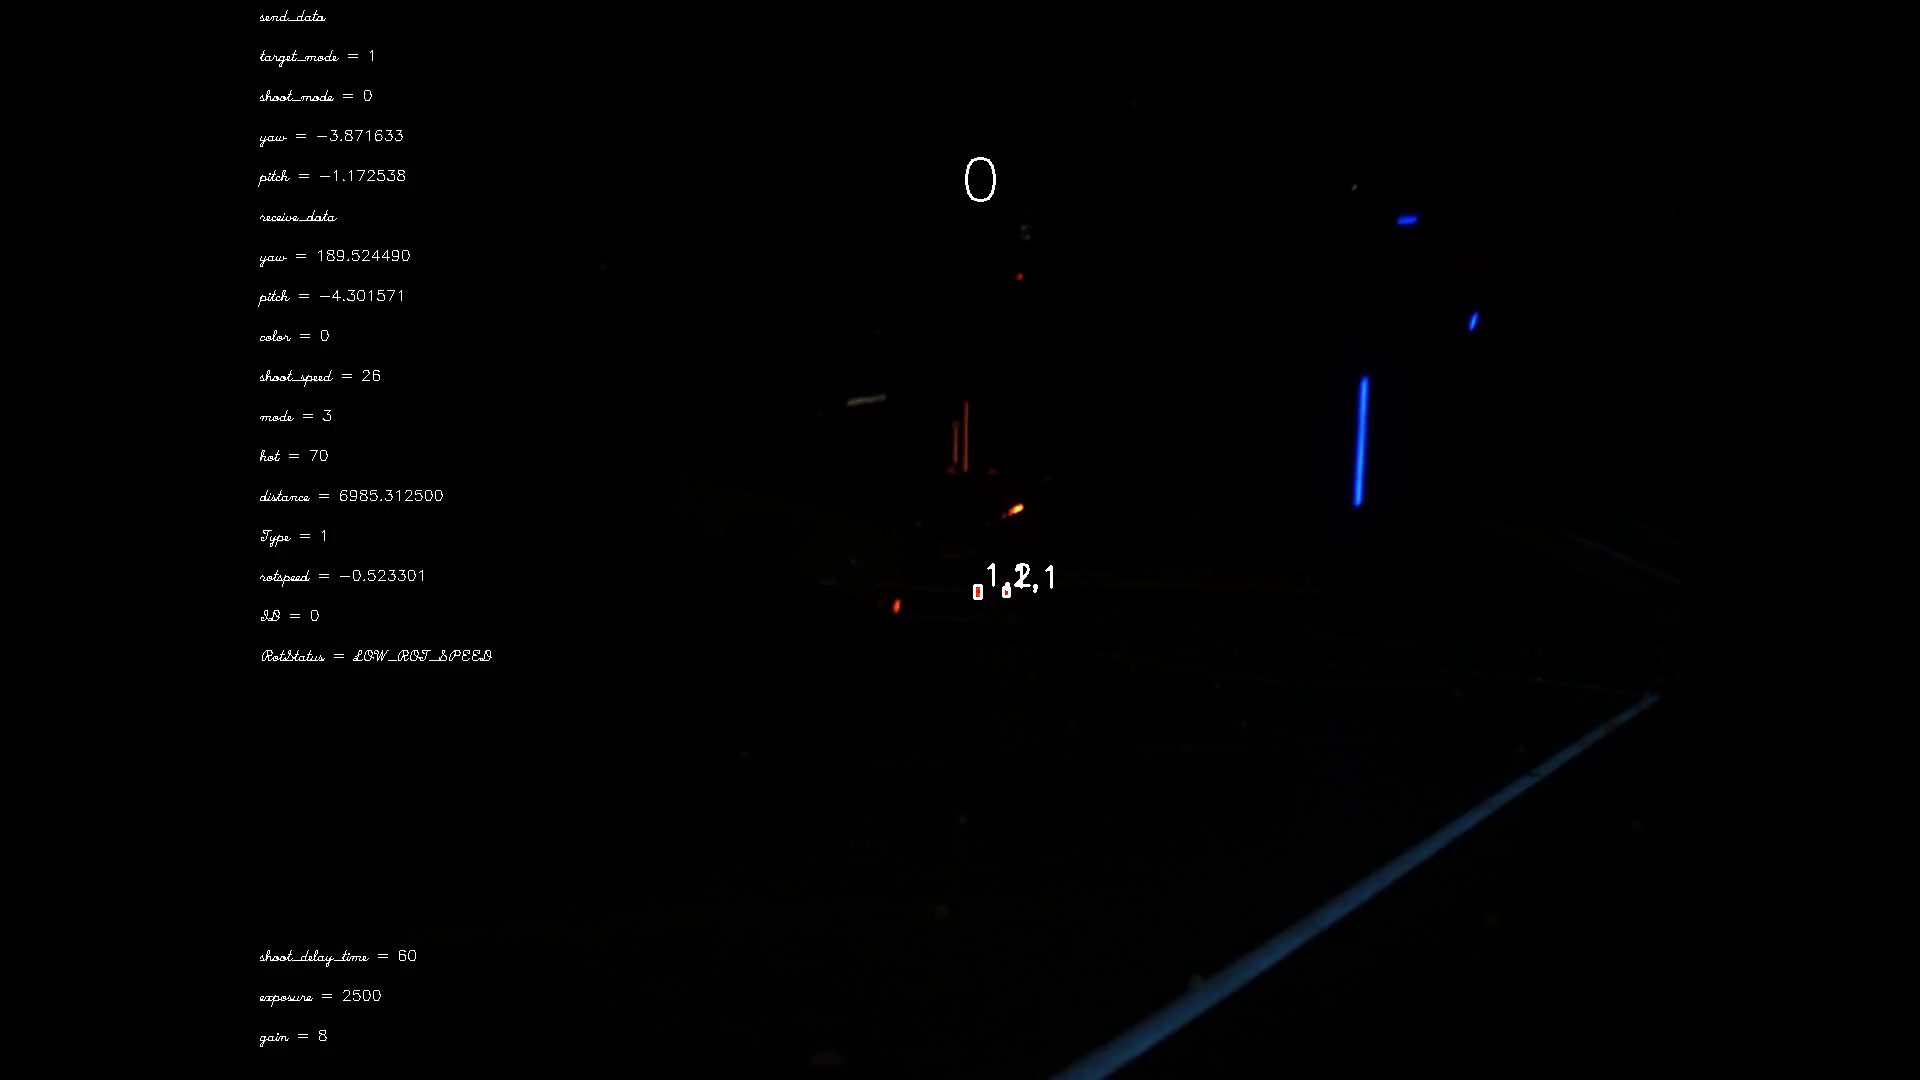 send_data
target_mode = 1
shoot_mode = 0
yaw = -3.871633
pitch = -1.172538
0
receive_data
yaw = 189.524490
pitch = -4.301571
color = 0
shoot_speed = 26
mode = 3
hot = 70
distance = 6985.312500
Type = 1
rotspeed = -0.523301
ID = 0
RotStatus = LOW_ROT_SPEED
shoot_delay_time = 60
exposure = 2500
gain = 8